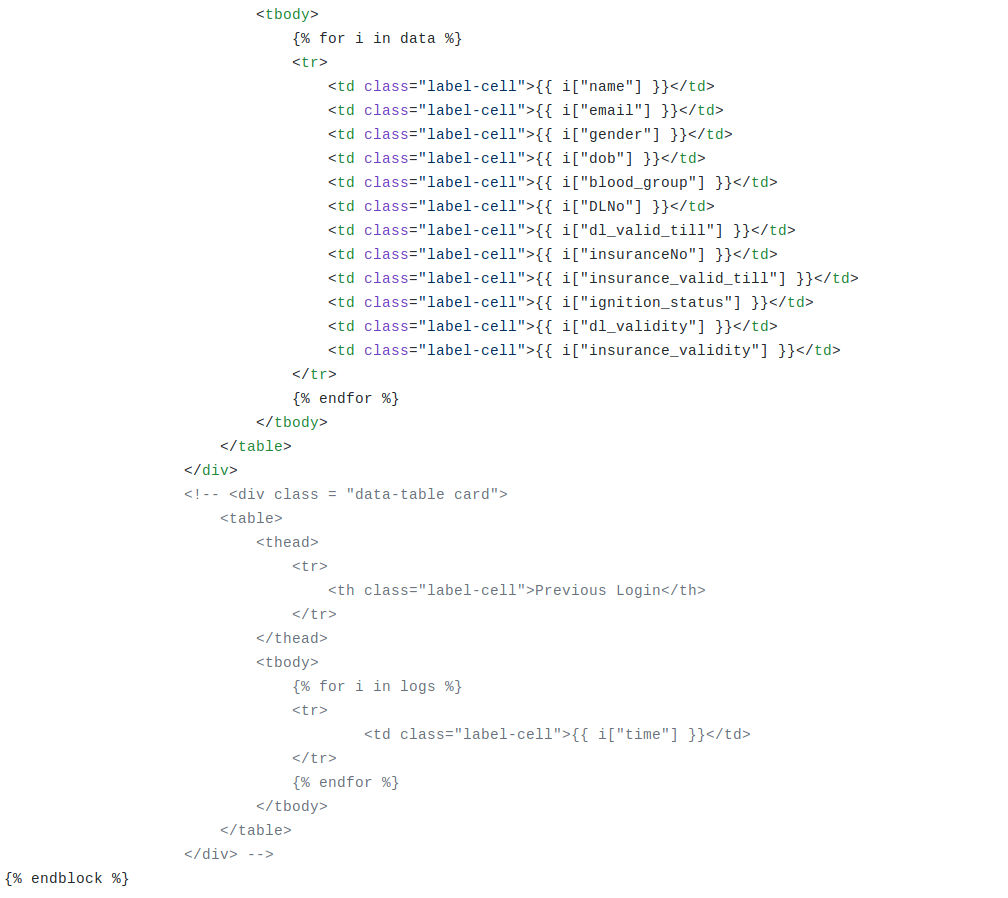 <tbody>
                                {% for i in data %}
                                <tr>
                                    <td class="label-cell">{{ i["name"] }}</td>
                                    <td class="label-cell">{{ i["email"] }}</td>
                                    <td class="label-cell">{{ i["gender"] }}</td>
                                    <td class="label-cell">{{ i["dob"] }}</td>
                                    <td class="label-cell">{{ i["blood_group"] }}</td>
                                    <td class="label-cell">{{ i["DLNo"] }}</td>
                                    <td class="label-cell">{{ i["dl_valid_till"] }}</td>
                                    <td class="label-cell">{{ i["insuranceNo"] }}</td>
                                    <td class="label-cell">{{ i["insurance_valid_till"] }}</td>
                                    <td class="label-cell">{{ i["ignition_status"] }}</td>
                                    <td class="label-cell">{{ i["dl_validity"] }}</td>
                                    <td class="label-cell">{{ i["insurance_validity"] }}</td>
                                </tr>
                                {% endfor %}
                            </tbody>
                        </table>
                    </div>
                    <!-- <div class = "data-table card">
                        <table>
                            <thead>
                                <tr>
                                    <th class="label-cell">Previous Login</th>
                                </tr>
                            </thead>
                            <tbody>
                                {% for i in logs %}
                                <tr>
                                        <td class="label-cell">{{ i["time"] }}</td>
                                </tr>
                                {% endfor %}
                            </tbody>
                        </table>
                    </div> -->
{% endblock %}